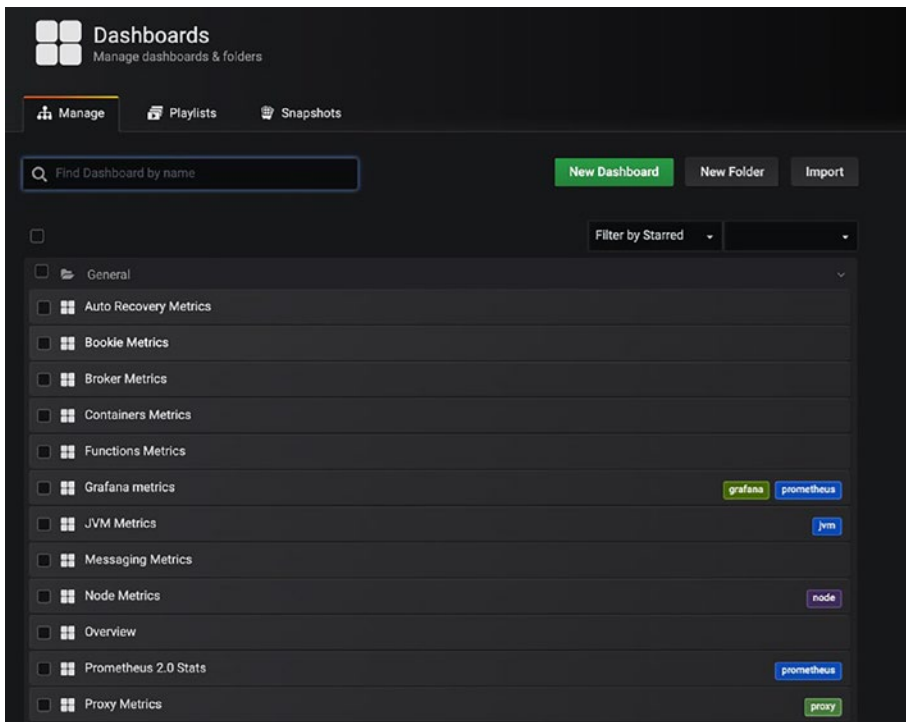 Dashboards
Manage dashboards & folders
Manage Playlists Snapshots
Find Dashboard by name
New Dashboard New Folder Import
Filter by Starred
General
Auto Recovery Metrics
Bookie Metrics
Broker Metrics
Containers Metrics
Functions Metrics
Grafana metrics grafana prometheus
JVM Metrics jvm
Messaging Metrics
Node Metrics node
Overview
Prometheus 2.0 Stats prometheus
Proxy Metrics proxy